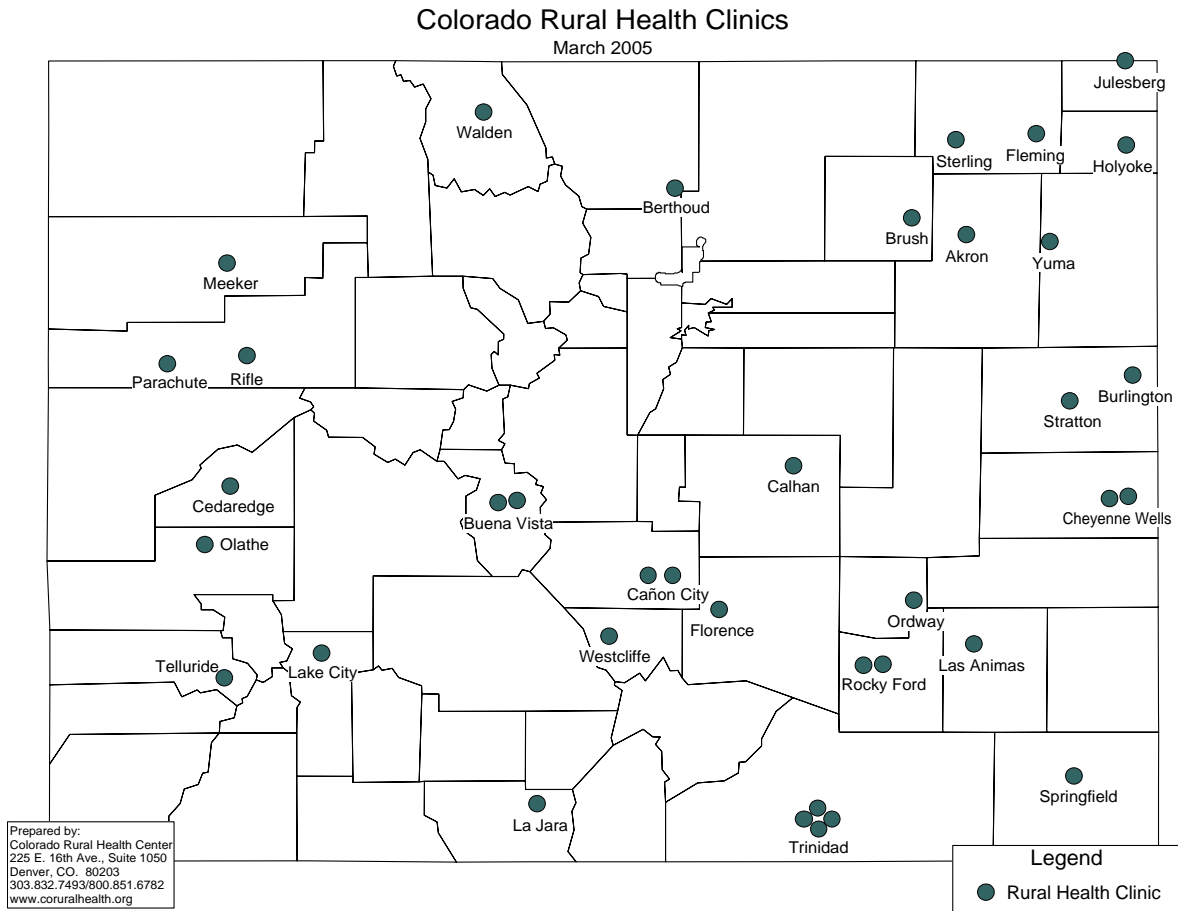 Colorado Rural Health Clinics
March 2005
Julesberg
Walden
Sterling
Fleming
Holyoke
Berthoud
Brush
Akron
Yuma
Meeker
Parachute
Rifle
Burlington
Stratton
Calhan
Cedaredge
Buena Vista
Cheyenne Wells
Olathe
Cañon City
Florence
Ordway
Westcliffe
Telluride
Lake City
Las Animas
Rocky Ford
Springfield
La Jara
Trinidad
Prepared by:
Colorado Rural Health Center
225 E. 16th Ave., Suite 1050
Denver, CO. 80203
303.832.7493/800.851.6782
www.coruralhealth.org
Legend
Rural Health Clinic